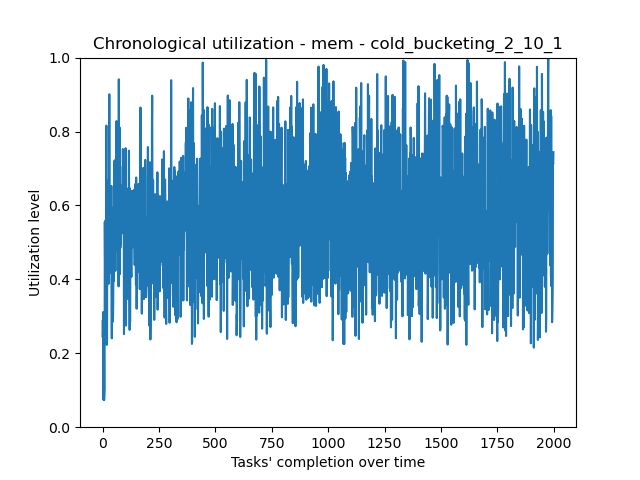 Chronological utilization - mem - cold_bucketing_2_10_1
1.0
0.8
0.6
0.4
0.2
0.0
Utilization level
0 250 500 750 1000 1250 1500 1750 2000
Tasks' completion over time